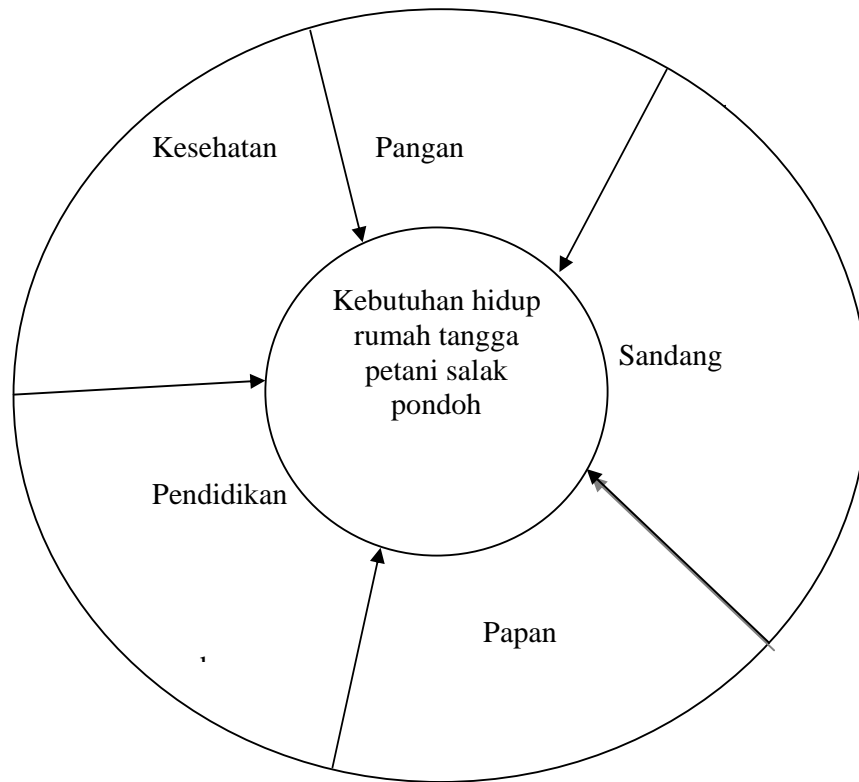 Kesehatan
Pangan
Kebutuhan hidup
rumah tangga
petani salak
pondoh
Sandang
Pendidikan
Papan